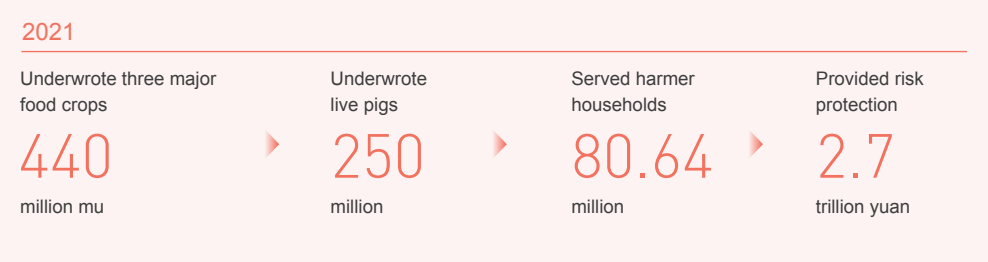 2021
Underwrote three major
food crops
440
million mu
Underwrote
live pigs
250
million
Served harmer
households
80.64
million
Provided risk
protection
2.7
trillion yuan